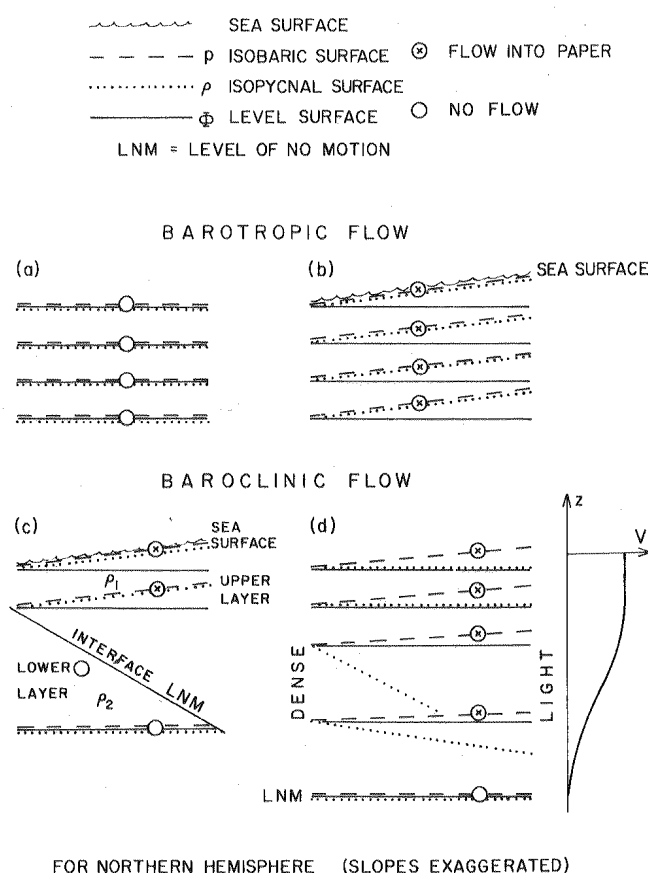 SEA SURFACE
p ISOBARIC SURFACE ⊗ FLOW INTO PAPER
ρ ISOPYCNAL SURFACE
Φ LEVEL SURFACE ○ NO FLOW
LNM = LEVEL OF NO MOTION
BAROTROPIC FLOW
(a)
(b)
SEA SURFACE
BAROCLINIC FLOW
(c)
SEA
SURFACE
ρ₁
UPPER
LAYER
INTERFACE LNM
LOWER
LAYER
ρ₂
(d)
DENSE
LIGHT
LNM
z
V
FOR NORTHERN HEMISPHERE (SLOPES EXAGGERATED)